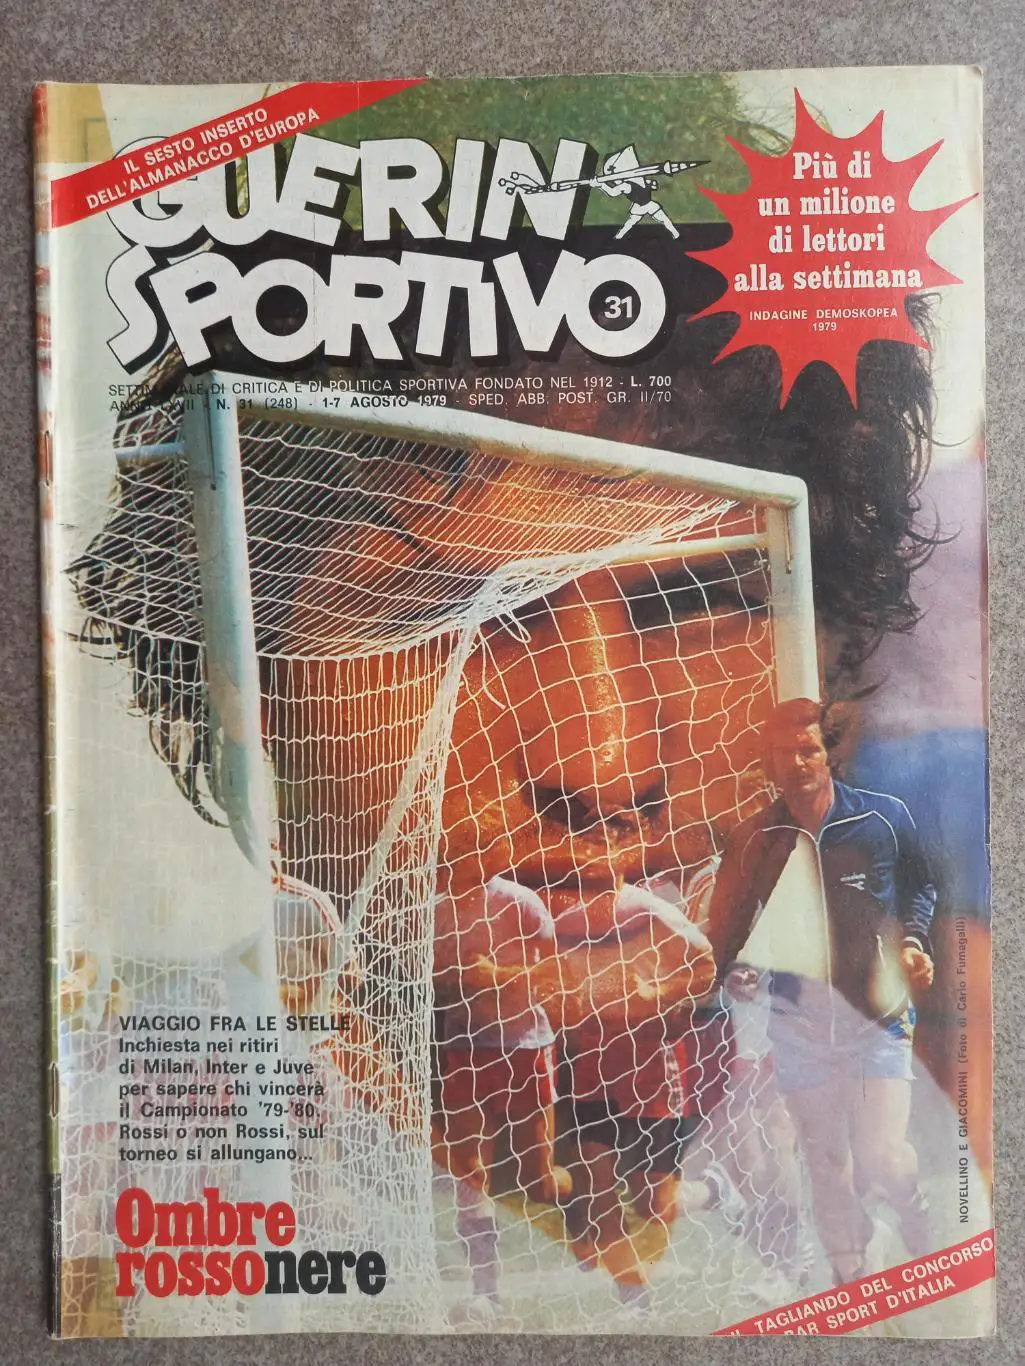 IL SESTO INSERTO
DELL'ALMANACCO D'EUROPA
GUERIN
SPORTIVO
31
Più di
un milione
di lettori
alla settimana
INDAGINE DEMOSKOPEA
1979
SETTIMANALE DI CRITICA E DI POLITICA SPORTIVA FONDATO NEL 1912 - L. 700
ANNO LXVII - N. 31 (248) - 1-7 AGOSTO 1979 - SPED. ABB. POST. GR. II/70
VIAGGIO FRA LE STELLE
Inchiesta nei ritiri
di Milan, Inter e Juve
per sapere chi vincerà
il Campionato '79-'80.
Rossi o non Rossi, sul
torneo si allungano...
Ombre
rossonere
NOVELLINO E GIACOMINI (Foto di Carlo Fumagalli)
IL TAGLIANDO DEL CONCORSO
BAR SPORT D'ITALIA